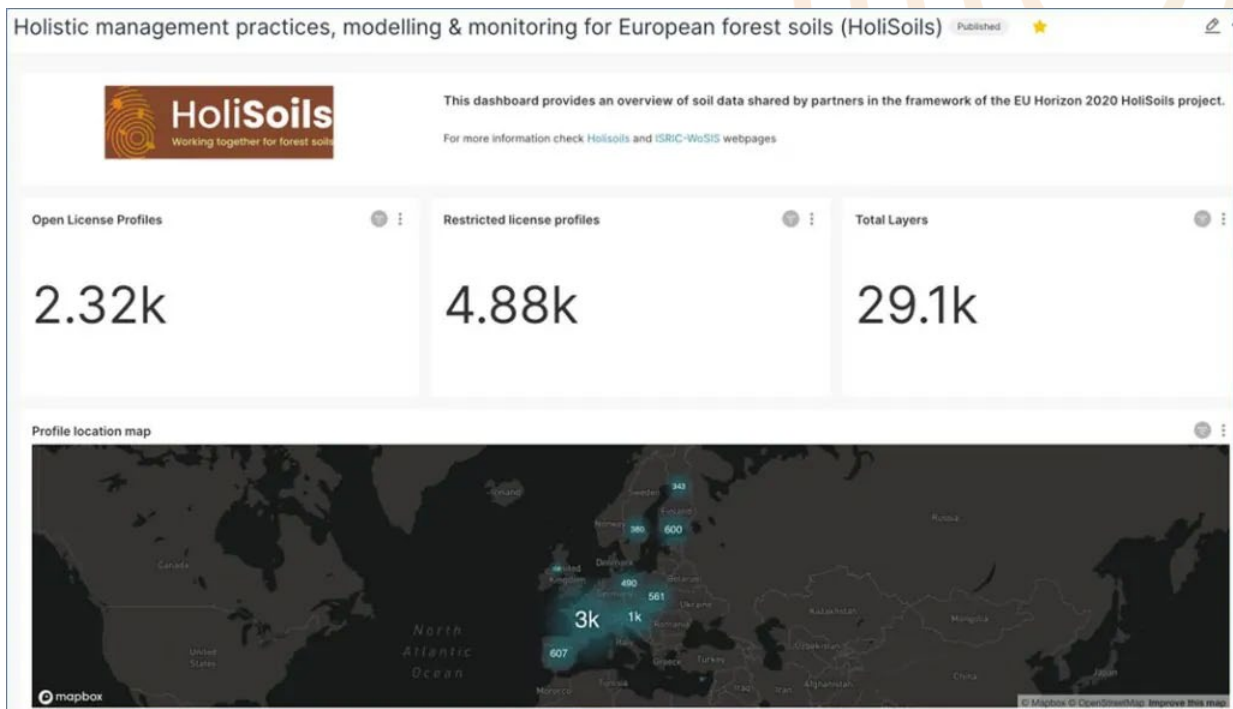 Holistic management practices, modelling & monitoring for European forest soils (HoliSoils) Published
HoliSoils
Working together for forest soils
This dashboard provides an overview of soil data shared by partners in the framework of the EU Horizon 2020 HoliSoils project.
For more information check Holisoils and ISRIC-WoSIS webpages
Open License Profiles
2.32k
Restricted license profiles
4.88k
Total Layers
29.1k
Profile location map
Iceland
Sweden
343
Finland
Norway
380
600
Russia
Canada
United
Kingdom
Denmark
490
Belarus
Germany
561
Ukraine
Kazakhstan
Mongolia
3k
1k
Romania
North
Atlantic
Ocean
United
States
607
Italy
Greece
Turkey
Uzbekistan
China
Japan
Morocco
Tunisia
Iraq
Iran
Afghanistan
mapbox
© Mapbox © OpenStreetMap Improve this map